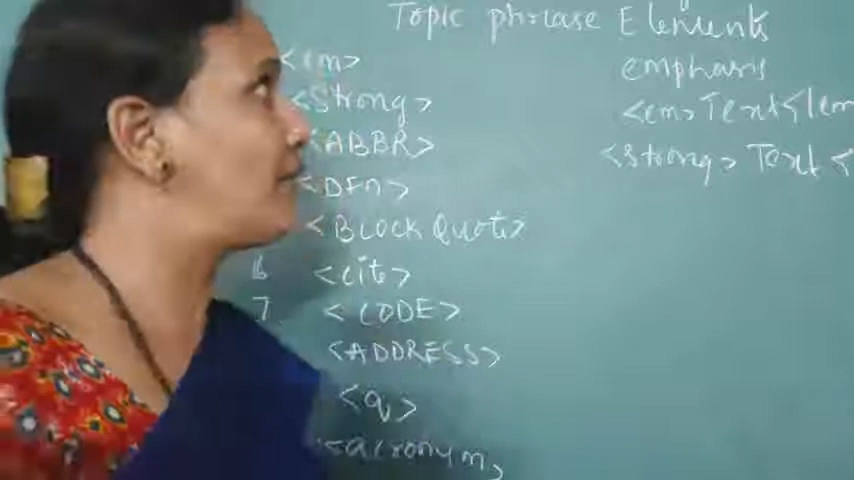 Topic phrase Elements
<em>
<strong>
<ABBR>
<DFn>
<Block Quote>
6 <cite>
7 <CODE>
<ADDRESS>
<q>
<acronym>
emphasis
<em> Text </em
<strong> Text <